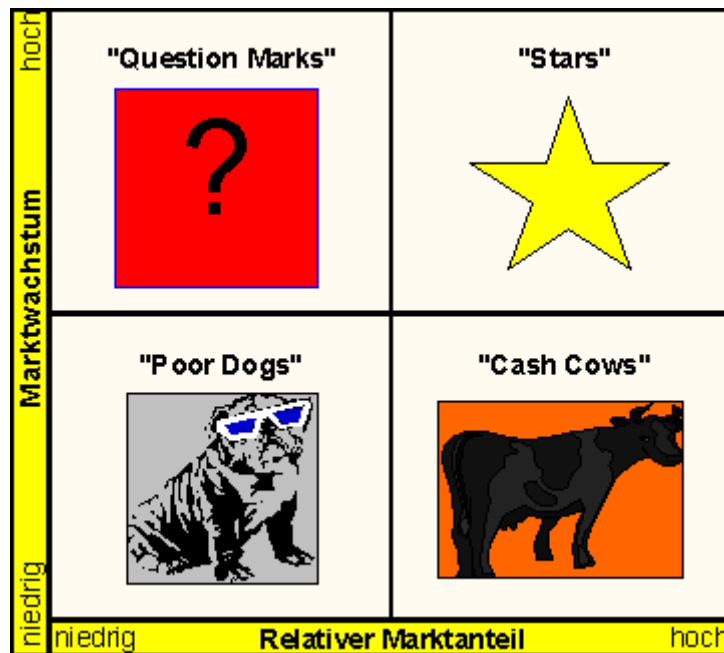 hoch
"Question Marks"
"Stars"
?
Marktwachstum
"Poor Dogs"
"Cash Cows"
niedrig
niedrig
Relativer Marktanteil
hoch